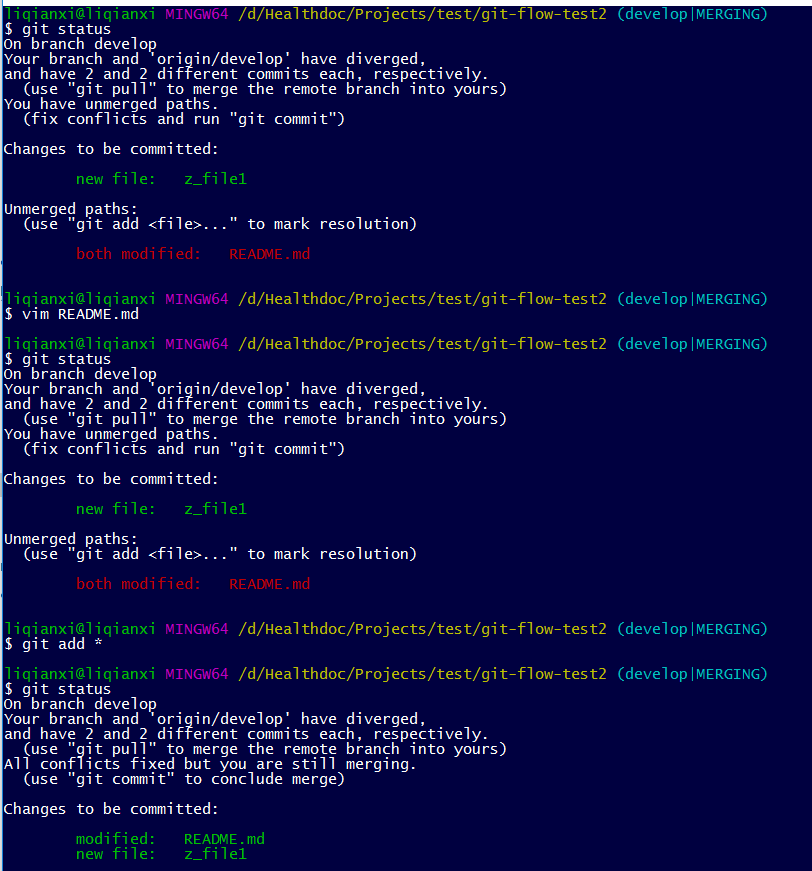 liqianxi@liqianxi MINGW64 /d/Healthdoc/Projects/test/git-flow-test2 (develop|MERGING)
$ git status
On branch develop
Your branch and 'origin/develop' have diverged,
and have 2 and 2 different commits each, respectively.
  (use "git pull" to merge the remote branch into yours)
You have unmerged paths.
  (fix conflicts and run "git commit")

Changes to be committed:

        new file:   z_file1

Unmerged paths:
  (use "git add <file>..." to mark resolution)

        both modified:   README.md

liqianxi@liqianxi MINGW64 /d/Healthdoc/Projects/test/git-flow-test2 (develop|MERGING)
$ vim README.md

liqianxi@liqianxi MINGW64 /d/Healthdoc/Projects/test/git-flow-test2 (develop|MERGING)
$ git status
On branch develop
Your branch and 'origin/develop' have diverged,
and have 2 and 2 different commits each, respectively.
  (use "git pull" to merge the remote branch into yours)
You have unmerged paths.
  (fix conflicts and run "git commit")

Changes to be committed:

        new file:   z_file1

Unmerged paths:
  (use "git add <file>..." to mark resolution)

        both modified:   README.md

liqianxi@liqianxi MINGW64 /d/Healthdoc/Projects/test/git-flow-test2 (develop|MERGING)
$ git add *

liqianxi@liqianxi MINGW64 /d/Healthdoc/Projects/test/git-flow-test2 (develop|MERGING)
$ git status
On branch develop
Your branch and 'origin/develop' have diverged,
and have 2 and 2 different commits each, respectively.
  (use "git pull" to merge the remote branch into yours)
All conflicts fixed but you are still merging.
  (use "git commit" to conclude merge)

Changes to be committed:

        modified:   README.md
        new file:   z_file1